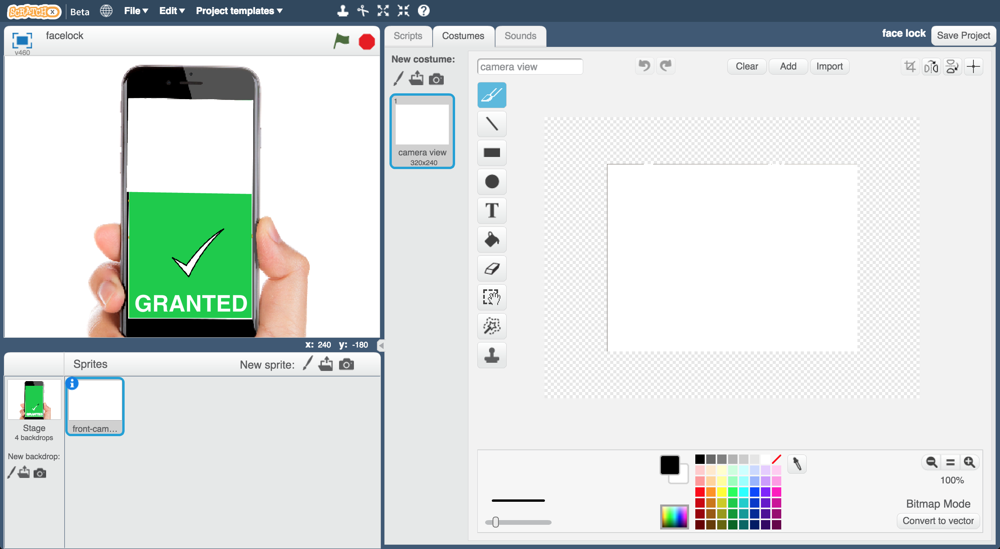 SCRATCH X Beta File Edit Project templates
v460
facelock
Scripts Costumes Sounds
face lock Save Project
New costume:
camera view
Clear Add Import
1
camera view
320x240
T
GRANTED
x: 240 y: -180
Sprites New sprite:
GRANTED
Stage
4 backdrops
front-cam...
New backdrop:
100%
Bitmap Mode
Convert to vector